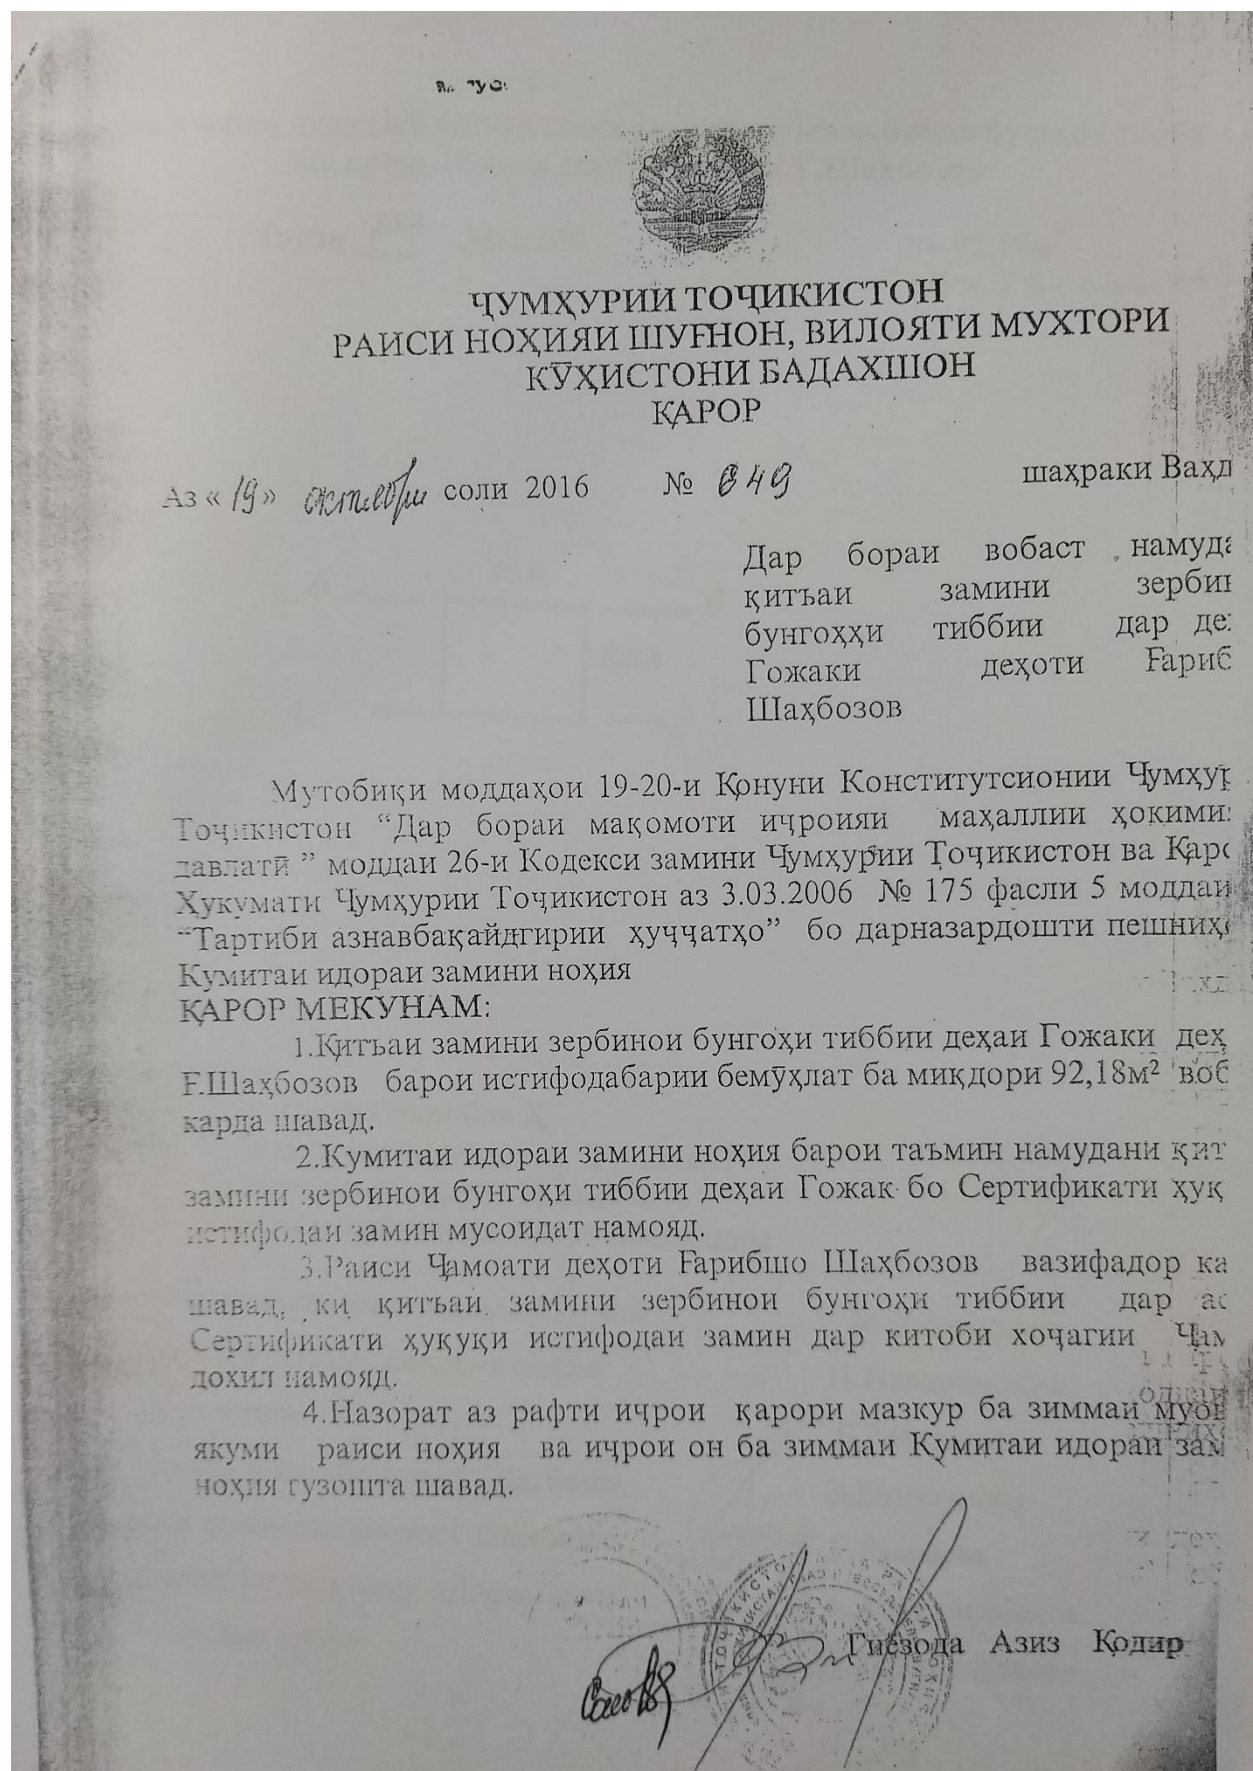 ҶУМҲУРИИ ТОҶИКИСТОН
РАИСИ НОҲИЯИ ШУҒНОН, ВИЛОЯТИ МУХТОРИ
КӮҲИСТОНИ БАДАХШОН
ҚАРОР
Аз « 19 » октябри соли 2016 № 649 шаҳраки Ваҳд
Дар бораи вобаст намуда
қитъаи замини зербин
бунгоҳҳи тиббии дар деҳ
Гожаки деҳоти Ғариб
Шаҳбозов
Мутобиқи моддаҳои 19-20-и Қонуни Конститутсионии Ҷумҳур
Тоҷикистон “Дар бораи мақомоти иҷроияи маҳаллии ҳокими
давлатӣ ” моддаи 26-и Кодекси замини Ҷумҳурии Тоҷикистон ва Қаро
Ҳукумати Ҷумҳурии Тоҷикистон аз 3.03.2006 № 175 фасли 5 моддаи
“Тартиби азнавбақайдгирии ҳуҷҷатҳо” бо дарназардошти пешниҳо
Кумитаи идораи замини ноҳия
ҚАРОР МЕКУНАМ:
1.Қитъаи замини зербинои бунгоҳи тиббии деҳаи Гожаки деҳ
Ғ.Шаҳбозов барои истифодабарии бемӯҳлат ба миқдори 92,18м² воб
карда шавад.
2.Кумитаи идораи замини ноҳия барои таъмин намудани қит
замини зербинои бунгоҳи тиббии деҳаи Гожак бо Сертификати ҳуқ
истифодаи замин мусоидат намояд.
3.Раиси Ҷамоати деҳоти Ғарибшо Шаҳбозов вазифадор ка
шавад, ки қитъаи замини зербинои бунгоҳи тиббии дар ас
Сертификати ҳуқуқи истифодаи замин дар китоби хоҷагии Ҷам
дохил намояд.
4.Назорат аз рафти иҷрои қарори мазкур ба зиммаи муов
якуми раиси ноҳия ва иҷрои он ба зиммаи Кумитаи идораи зам
ноҳия гузошта шавад.
Гиёзода Азиз Қодир